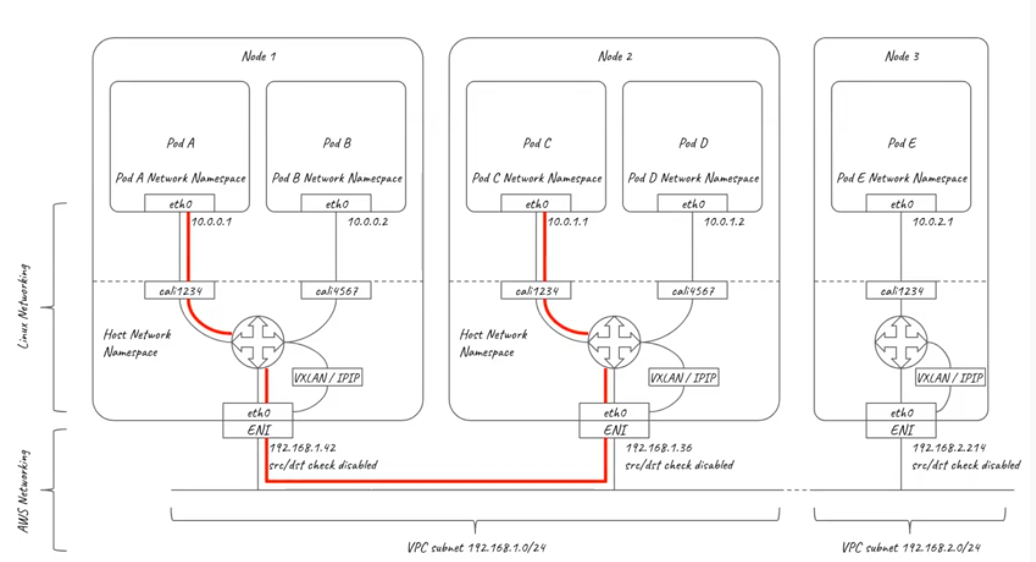 Node 1
Node 2
Node 3
Pod A
Pod B
Pod C
Pod D
Pod E
Pod A Network Namespace
Pod B Network Namespace
Pod C Network Namespace
Pod D Network Namespace
Pod E Network Namespace
eth0
eth0
eth0
eth0
eth0
10.0.0.1
10.0.0.2
10.0.1.1
10.0.1.2
10.0.2.1
Linux Networking
cali1234
cali4567
cali1234
cali4567
cali1234
Host Network
Namespace
Host Network
Namespace
VXLAN / IPIP
VXLAN / IPIP
VXLAN / IPIP
eth0
eth0
eth0
ENI
ENI
ENI
192.168.1.42
src/dst check disabled
192.168.1.36
src/dst check disabled
192.168.2.214
src/dst check disabled
AWS Networking
VPC subnet 192.168.1.0/24
VPC subnet 192.168.2.0/24